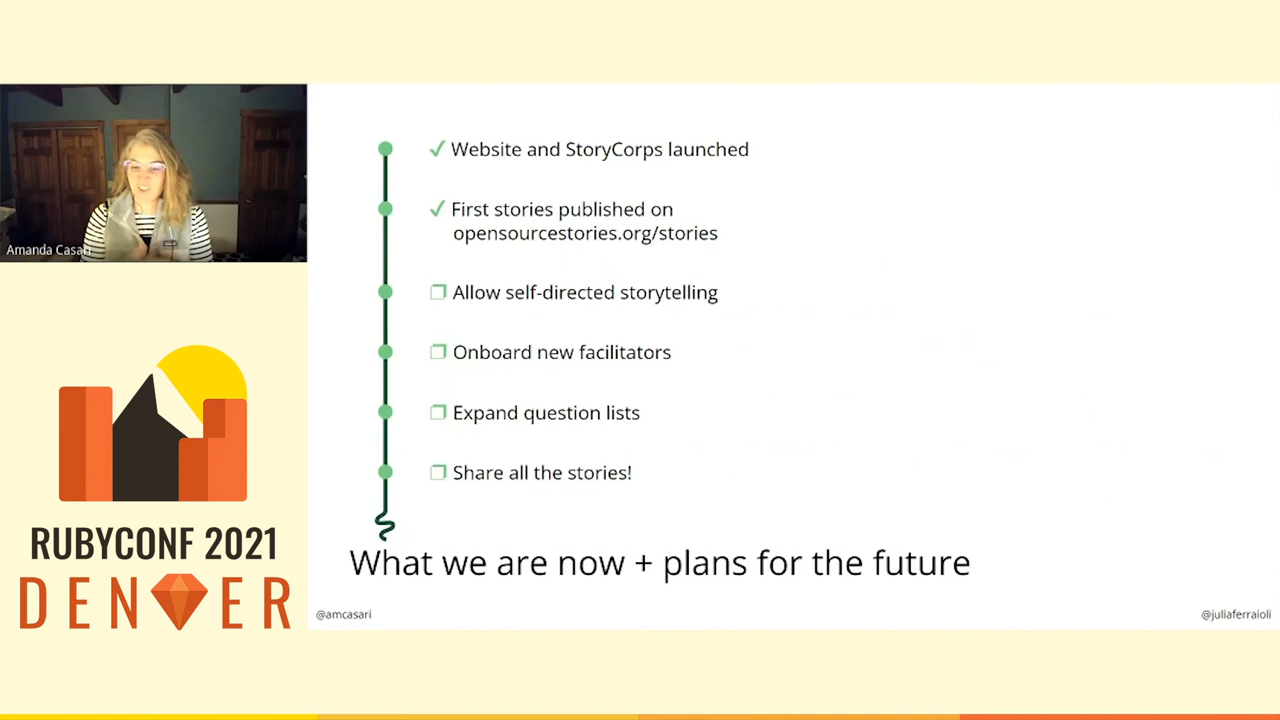 Amanda Casari
RUBYCONF 2021
DENVER
Website and StoryCorps launched
First stories published on
opensourcestories.org/stories
Allow self-directed storytelling
Onboard new facilitators
Expand question lists
Share all the stories!
What we are now + plans for the future
@amcasari
@juliaferraioli